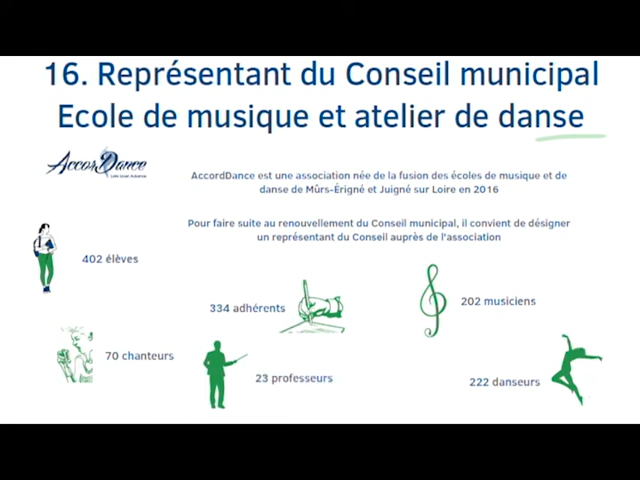 16. Représentant du Conseil municipal
Ecole de musique et atelier de danse
AccorDance
AccordDance est une association née de la fusion des écoles de musique et de
danse de Mûrs-Érigné et Juigné sur Loire en 2016
Pour faire suite au renouvellement du Conseil municipal, il convient de désigner
un représentant du Conseil auprès de l'association
402 élèves
334 adhérents
202 musiciens
70 chanteurs
23 professeurs
222 danseurs